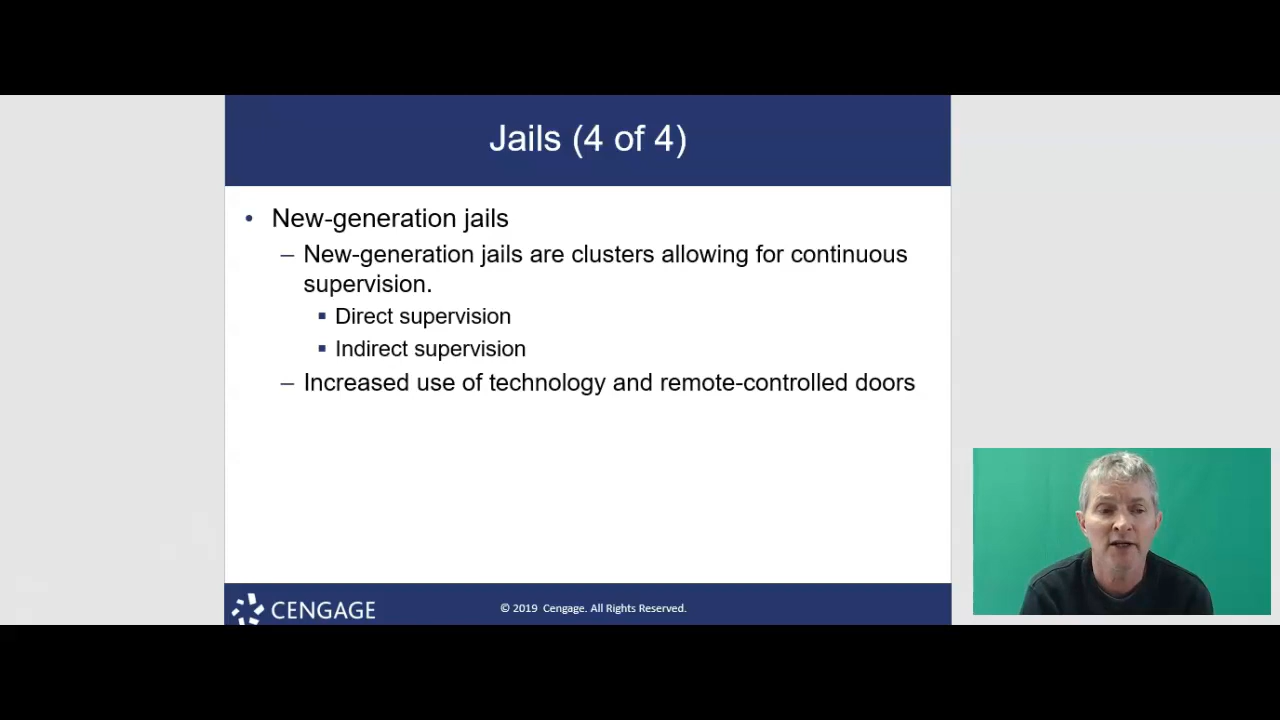 Jails (4 of 4)
• New-generation jails
– New-generation jails are clusters allowing for continuous
supervision.
▪ Direct supervision
▪ Indirect supervision
– Increased use of technology and remote-controlled doors
CENGAGE
© 2019 Cengage. All Rights Reserved.